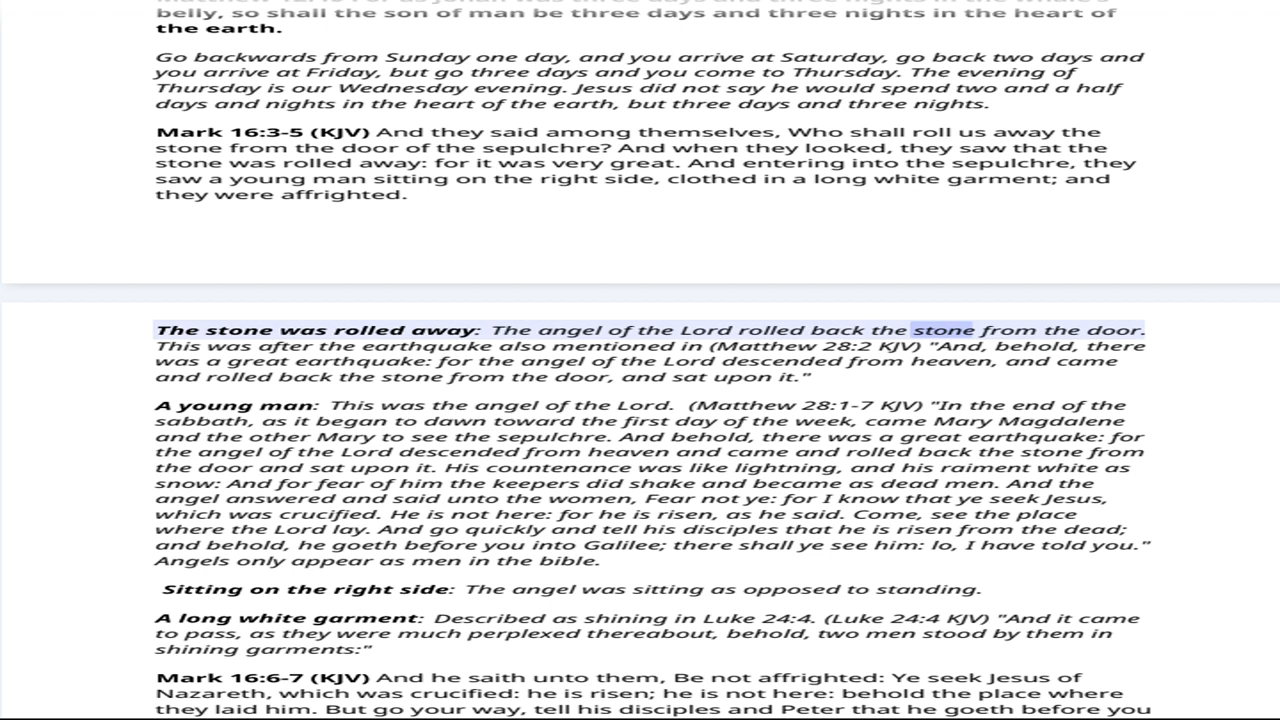 Matthew 12:40 For as Jonah was three days and three nights in the whale's
belly, so shall the son of man be three days and three nights in the heart of
the earth.
Go backwards from Sunday one day, and you arrive at Saturday, go back two days and
you arrive at Friday, but go three days and you come to Thursday. The evening of
Thursday is our Wednesday evening. Jesus did not say he would spend two and a half
days and nights in the heart of the earth, but three days and three nights.
Mark 16:3-5 (KJV) And they said among themselves, Who shall roll us away the
stone from the door of the sepulchre? And when they looked, they saw that the
stone was rolled away: for it was very great. And entering into the sepulchre, they
saw a young man sitting on the right side, clothed in a long white garment; and
they were affrighted.
The stone was rolled away: The angel of the Lord rolled back the stone from the door.
This was after the earthquake also mentioned in (Matthew 28:2 KJV) "And, behold, there
was a great earthquake: for the angel of the Lord descended from heaven, and came
and rolled back the stone from the door, and sat upon it."
A young man: This was the angel of the Lord. (Matthew 28:1-7 KJV) "In the end of the
sabbath, as it began to dawn toward the first day of the week, came Mary Magdalene
and the other Mary to see the sepulchre. And behold, there was a great earthquake: for
the angel of the Lord descended from heaven and came and rolled back the stone from
the door and sat upon it. His countenance was like lightning, and his raiment white as
snow: And for fear of him the keepers did shake and became as dead men. And the
angel answered and said unto the women, Fear not ye: for I know that ye seek Jesus,
which was crucified. He is not here: for he is risen, as he said. Come, see the place
where the Lord lay. And go quickly and tell his disciples that he is risen from the dead;
and behold, he goeth before you into Galilee; there shall ye see him: lo, I have told you."
Angels only appear as men in the bible.
Sitting on the right side: The angel was sitting as opposed to standing.
A long white garment: Described as shining in Luke 24:4. (Luke 24:4 KJV) "And it came
to pass, as they were much perplexed thereabout, behold, two men stood by them in
shining garments:"
Mark 16:6-7 (KJV) And he saith unto them, Be not affrighted: Ye seek Jesus of
Nazareth, which was crucified: he is risen; he is not here: behold the place where
they laid him. But go your way, tell his disciples and Peter that he goeth before you